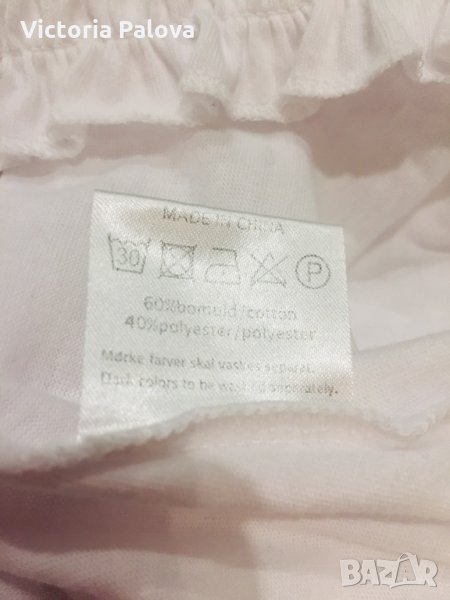 Victoria Palova
MADE IN CHINA
30 P
60%bomuld/cotton
40%polyester/polyester
Mørke farver skal vaskes separat.
Dark colors to be washed separately.
BAZAR